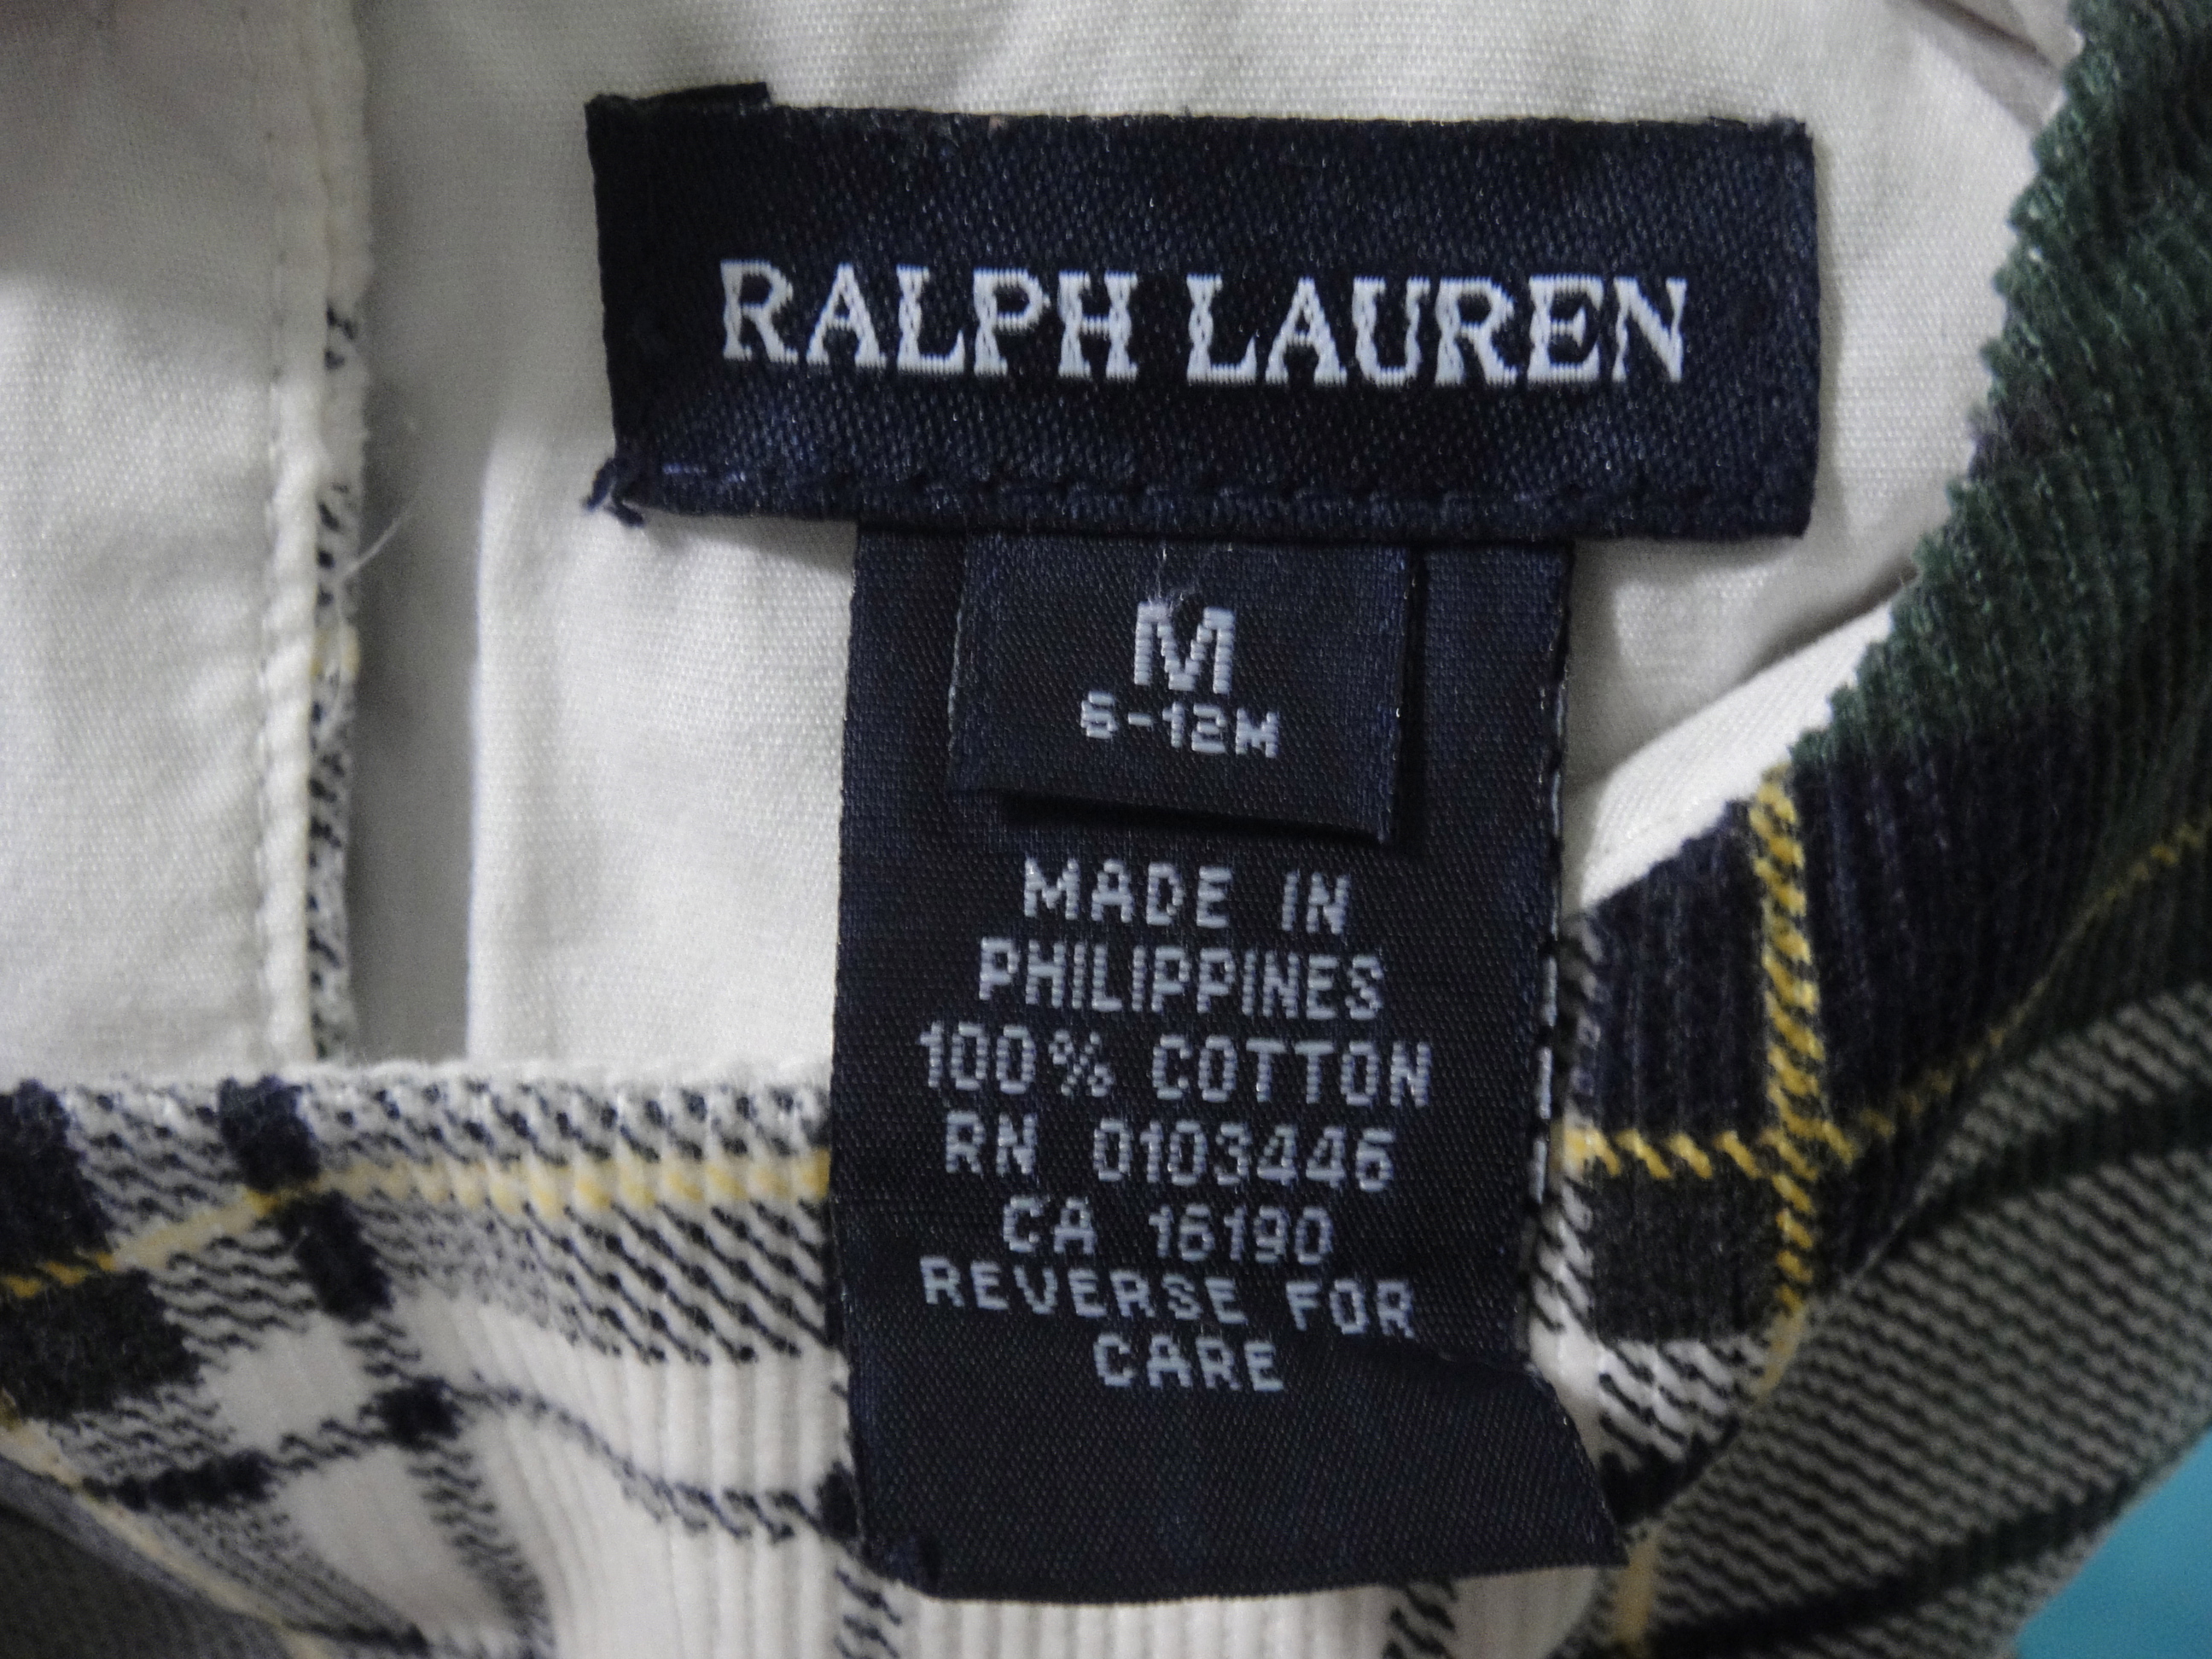 RALPH LAUREN
M
6-12M
MADE IN
PHILIPPINES
100% COTTON
RN 0103446
CA 16190
REVERSE FOR
CARE